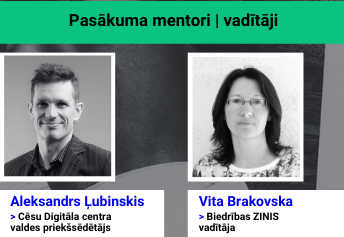 Pasākuma mentori | vadītāji
Aleksandrs Ļubinskis
> Cēsu Digitāla centra
valdes priekšsēdētājs
Vita Brakovska
> Biedrības ZINIS
vadītāja